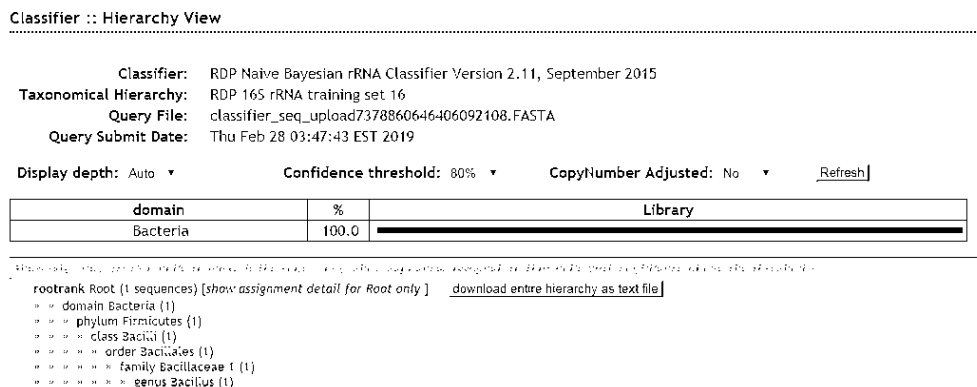 Classifier :: Hierarchy View
Classifier: RDP Naive Bayesian rRNA Classifier Version 2.11, September 2015
Taxonomical Hierarchy: RDP 16S rRNA training set 16
Query File: classifier_seq_upload7378860646406092108.FASTA
Query Submit Date: Thu Feb 28 03:47:43 EST 2019
Display depth: Auto ▼ Confidence threshold: 80% ▼ CopyNumber Adjusted: No ▼ Refresh
domain % Library
Bacteria 100.0
rootrank Root (1 sequences) [show assignment detail for Root only ] download entire hierarchy as text file
» » domain Bacteria (1)
» » » phylum Firmicutes (1)
» » » » class Bacilli (1)
» » » » » order Bacillales (1)
» » » » » » family Bacillaceae 1 (1)
» » » » » » » genus Bacillus (1)